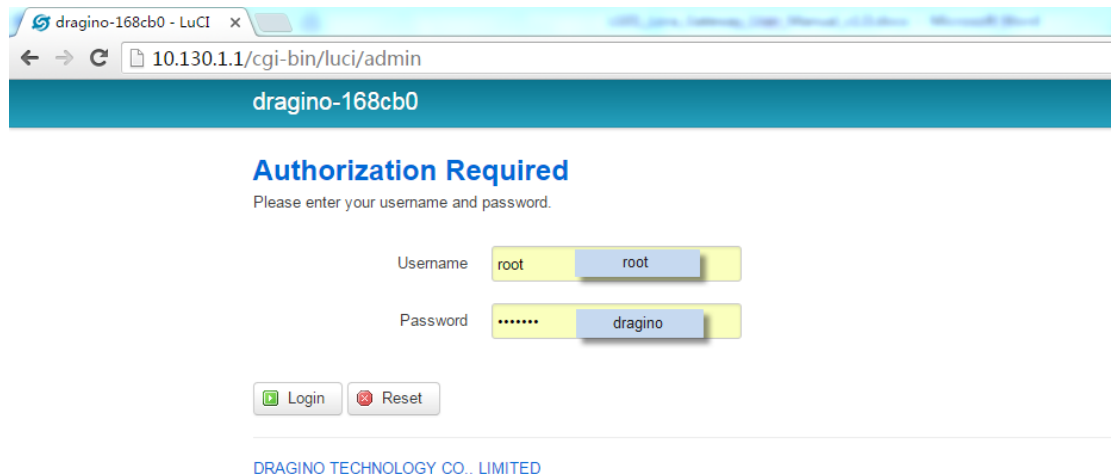 dragino-168cb0 - LuCI
10.130.1.1/cgi-bin/luci/admin
dragino-168cb0
Authorization Required
Please enter your username and password.
Username root root
Password ••••••• dragino
Login Reset
DRAGINO TECHNOLOGY CO., LIMITED